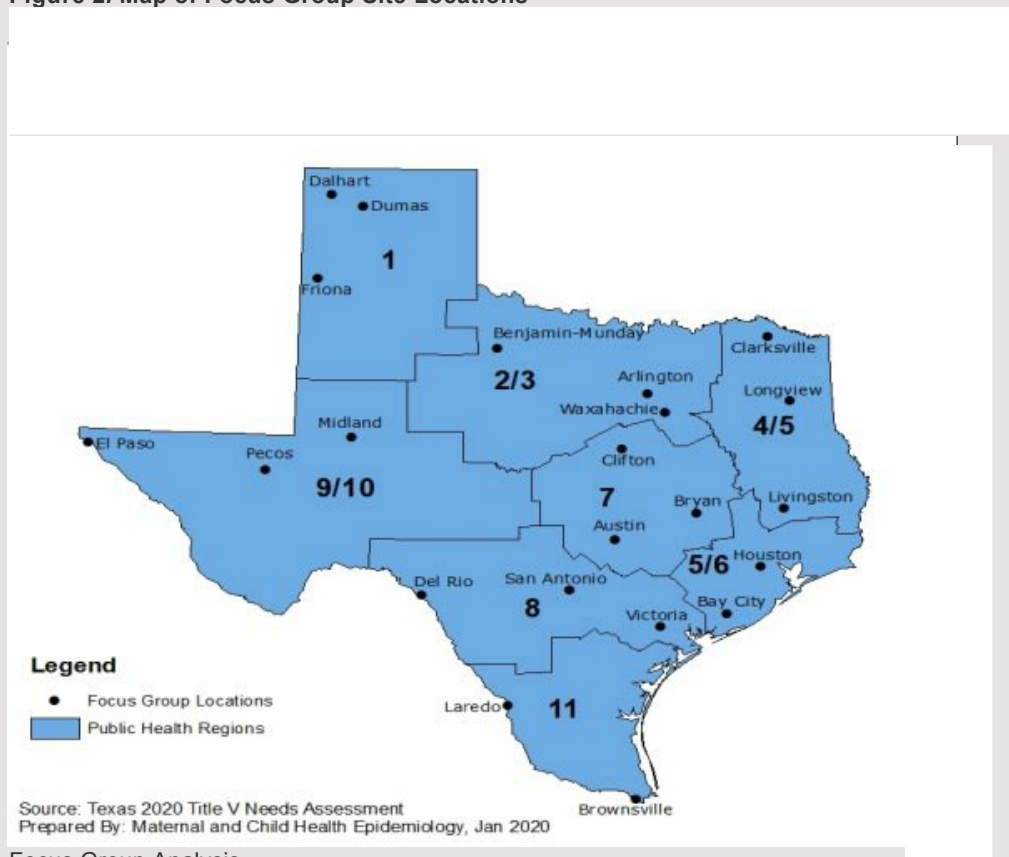 Figure 2. Map of Focus Group Site Locations
Dalhart
Dumas
1
Friona
Benjamin-Munday
2/3
Arlington
Waxahachie
Clarksville
Longview
4/5
Midland
El Paso
Pecos
9/10
Clifton
7
Bryan
Austin
Livingston
5/6
Houston
Del Rio
San Antonio
8
Bay City
Victoria
Legend
Focus Group Locations
Public Health Regions
Laredo
11
Brownsville
Source: Texas 2020 Title V Needs Assessment
Prepared By: Maternal and Child Health Epidemiology, Jan 2020
Focus Group Analysis